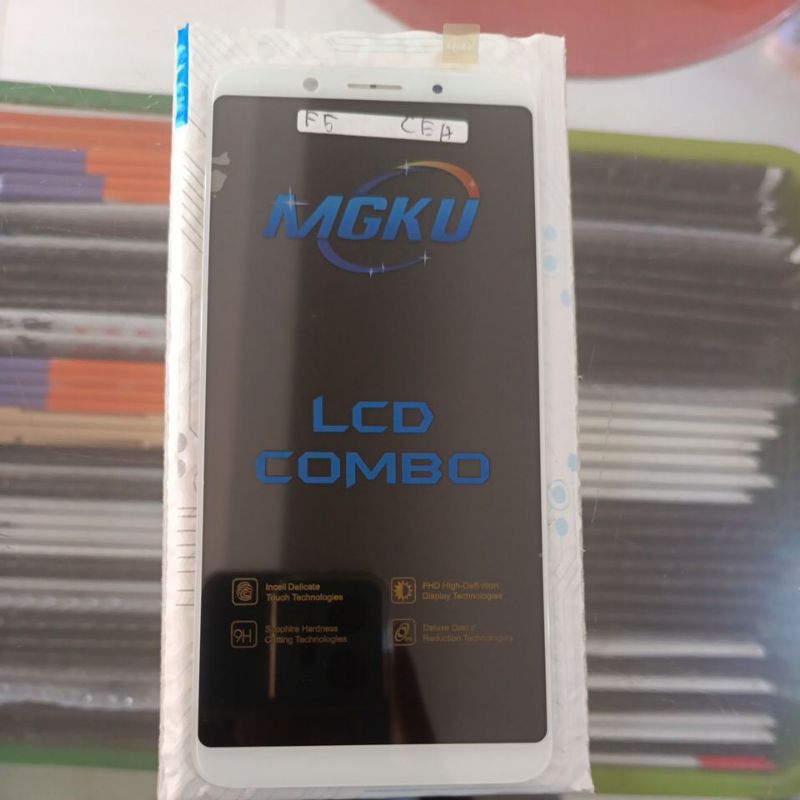 F5 CEA
MGKU
LCD
COMBO
Incell Delicate
Touch Technologies
FHD High-Definition
Display Technologies
9H
Sapphire Hardness
Cutting Technologies
Deluxe Color
Reduction Technologies